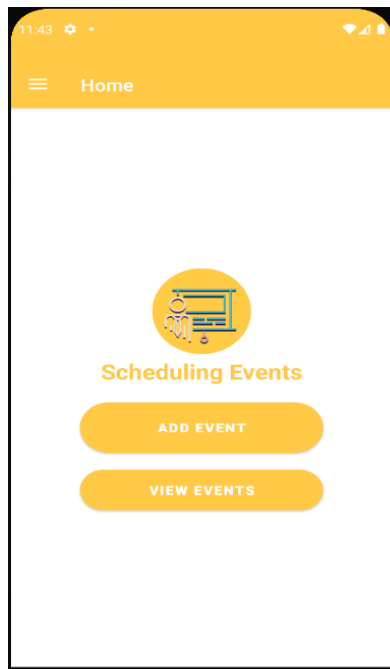 11:43
Home
Scheduling Events
ADD EVENT
VIEW EVENTS